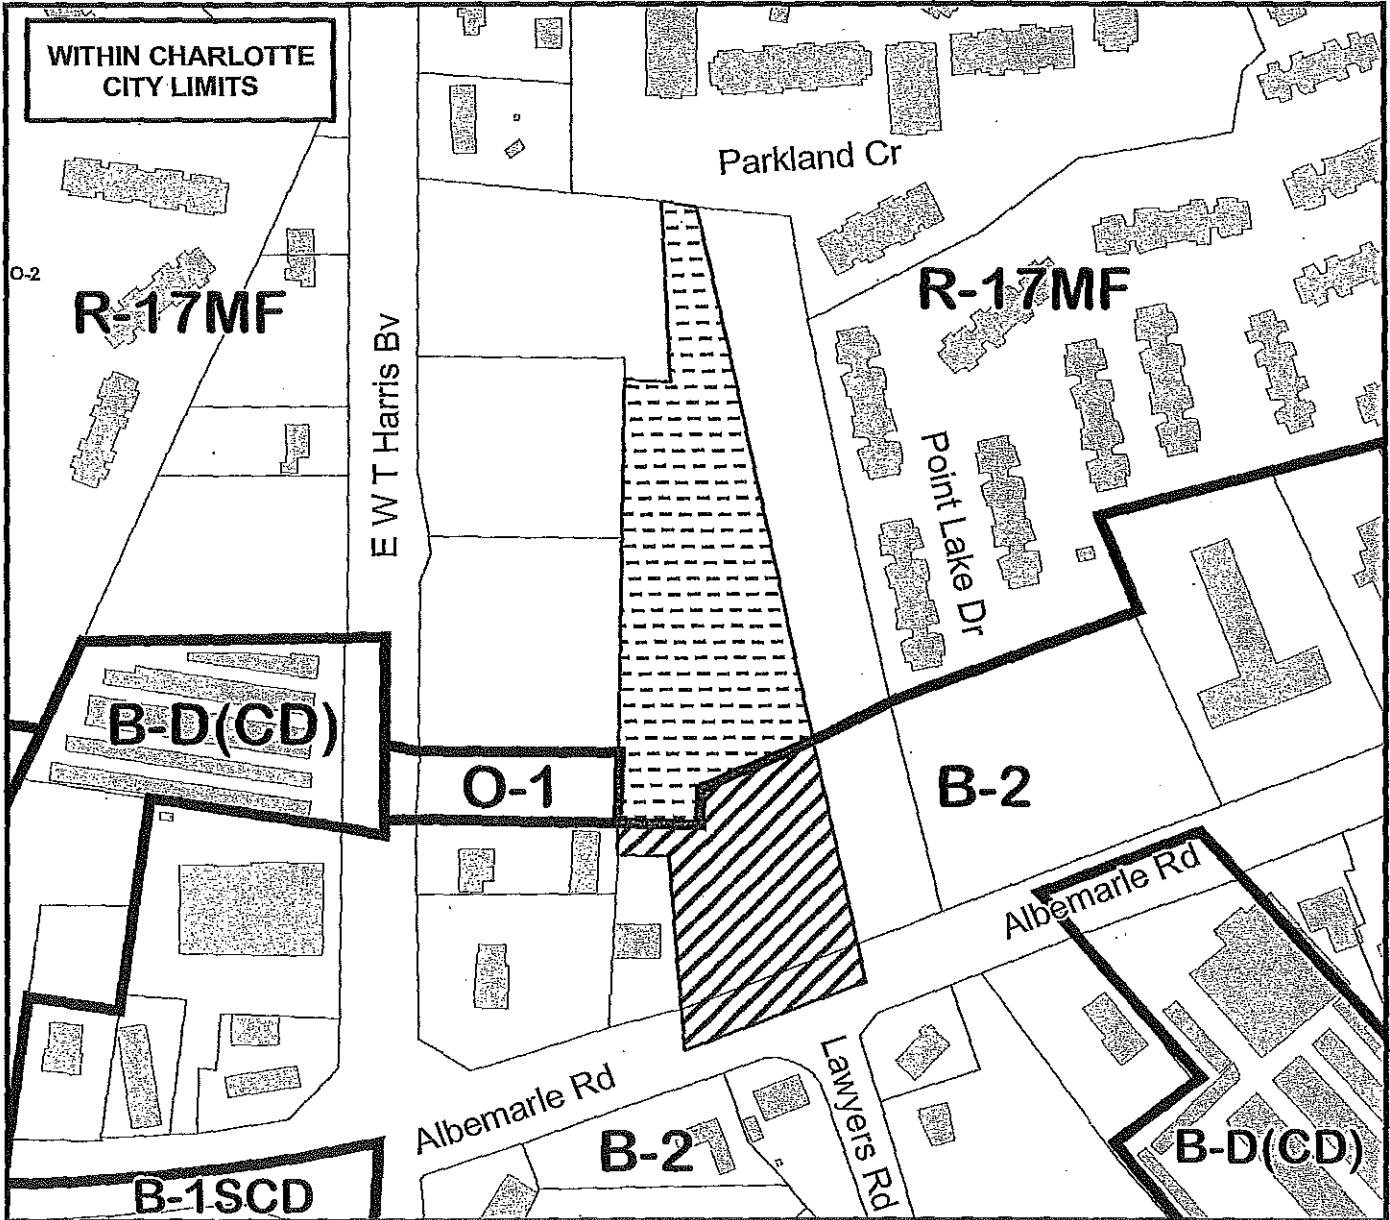 WITHIN CHARLOTTE
CITY LIMITS
Parkland Cr
O-2
R-17MF
R-17MF
E W T Harris Bv
Point Lake Dr
B-D(CD)
O-1
B-2
Albemarle Rd
Lawyers Rd
Albemarle Rd
B-2
B-D(CD)
B-1SCD